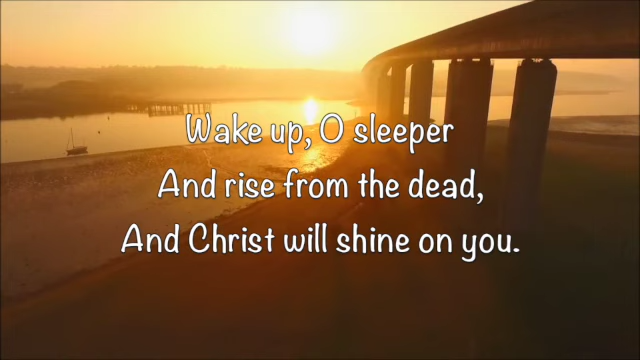 Wake up, O sleeper
And rise from the dead,
And Christ will shine on you.